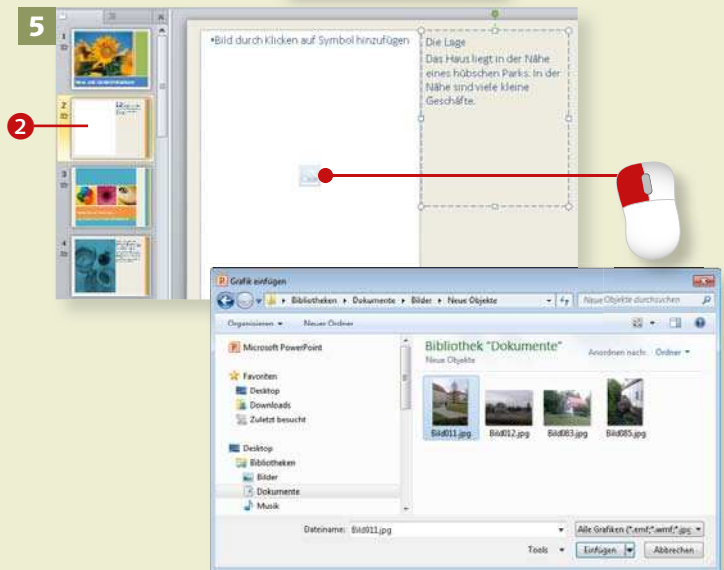 5
1
2
2
3
4
•Bild durch Klicken auf Symbol hinzufügen
Die Lage
Das Haus liegt in der Nähe
eines hübschen Parks. In der
Nähe sind viele kleine
Geschäfte.
Grafik einfügen
Bibliotheken ▸ Dokumente ▸ Bilder ▸ Neue Objekte
Neue Objekte durchsuchen
Organisieren
Neuer Ordner
Microsoft PowerPoint
Favoriten
Desktop
Downloads
Zuletzt besucht
Desktop
Bibliotheken
Bilder
Dokumente
Musik
Bibliothek "Dokumente"
Neue Objekte
Anordnen nach: Ordner
Bild011.jpg
Bild012.jpg
Bild083.jpg
Bild085.jpg
Dateiname: Bild011.jpg
Alle Grafiken (*.emf;*.wmf;*.jpg
Tools
Einfügen
Abbrechen